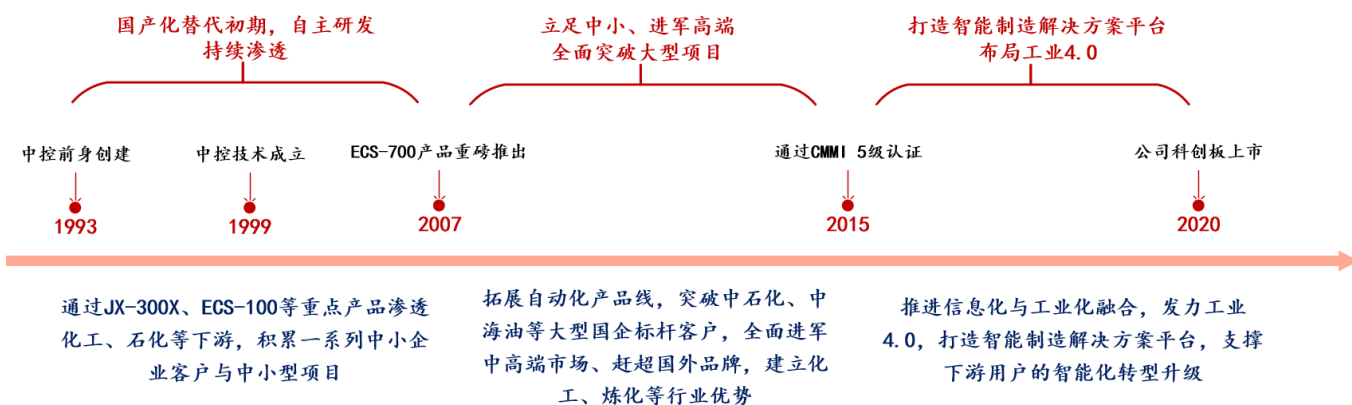 国产化替代初期，自主研发
持续渗透
立足中小、进军高端
全面突破大型项目
打造智能制造解决方案平台
布局工业4.0
中控前身创建
中控技术成立
ECS-700产品重磅推出
通过CMMI 5级认证
公司科创板上市
1993
1999
2007
2015
2020
通过JX-300X、ECS-100等重点产品渗透
化工、石化等下游，积累一系列中小企
业客户与中小型项目
拓展自动化产品线，突破中石化、中
海油等大型国企标杆客户，全面进军
中高端市场、赶超国外品牌，建立化
工、炼化等行业优势
推进信息化与工业化融合，发力工业
4.0，打造智能制造解决方案平台，支撑
下游用户的智能化转型升级